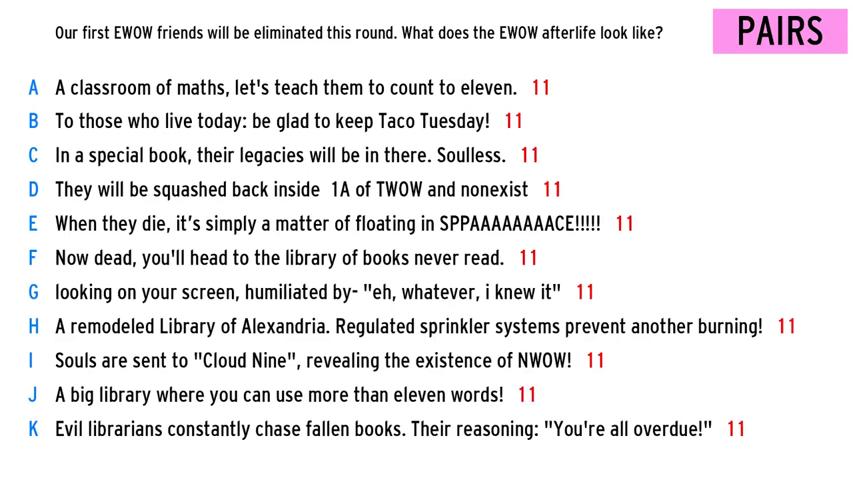 Our first EWOW friends will be eliminated this round. What does the EWOW afterlife look like?
PAIRS
A A classroom of maths, let's teach them to count to eleven. 11
B To those who live today: be glad to keep Taco Tuesday! 11
C In a special book, their legacies will be in there. Soulless. 11
D They will be squashed back inside  1A of TWOW and nonexist 11
E When they die, it’s simply a matter of floating in SPPAAAAAAAACE!!!!! 11
F Now dead, you'll head to the library of books never read. 11
G looking on your screen, humiliated by- "eh, whatever, i knew it" 11
H A remodeled Library of Alexandria. Regulated sprinkler systems prevent another burning! 11
I Souls are sent to "Cloud Nine", revealing the existence of NWOW! 11
J A big library where you can use more than eleven words! 11
K Evil librarians constantly chase fallen books. Their reasoning: "You're all overdue!" 11